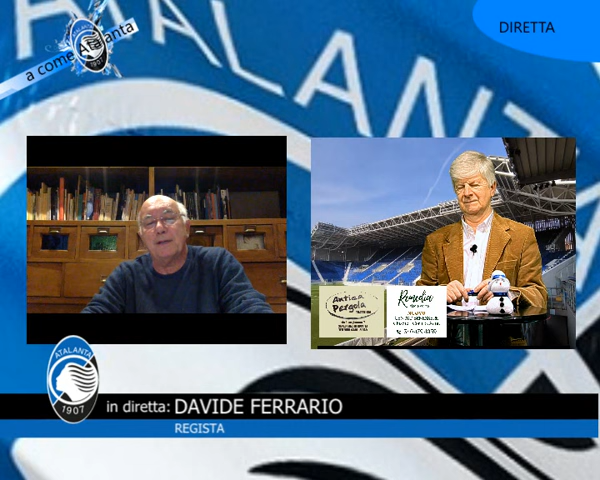 ATALANTA
DIRETTA
a come Atalanta
Antica
Pergola
Remedia
ATALANTA
1907
in diretta: DAVIDE FERRARIO
REGISTA